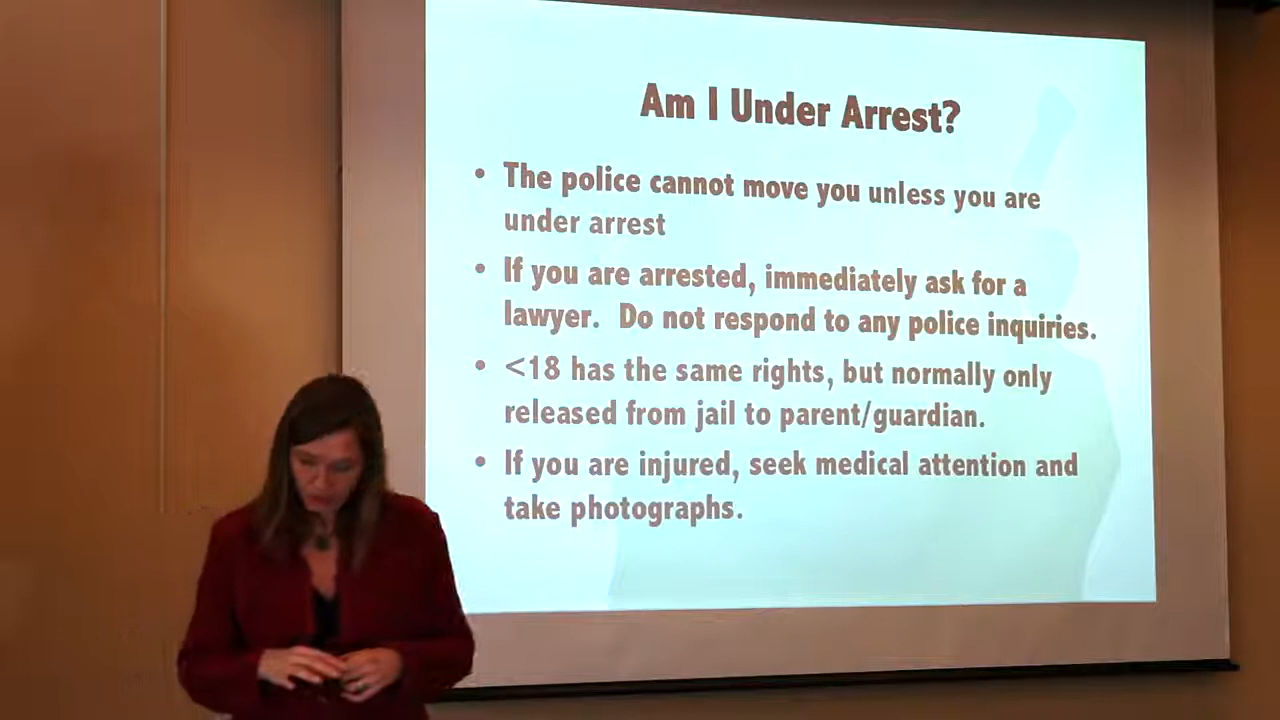 Am I Under Arrest?
• The police cannot move you unless you are
under arrest
• If you are arrested, immediately ask for a
lawyer.  Do not respond to any police inquiries.
• <18 has the same rights, but normally only
released from jail to parent/guardian.
• If you are injured, seek medical attention and
take photographs.